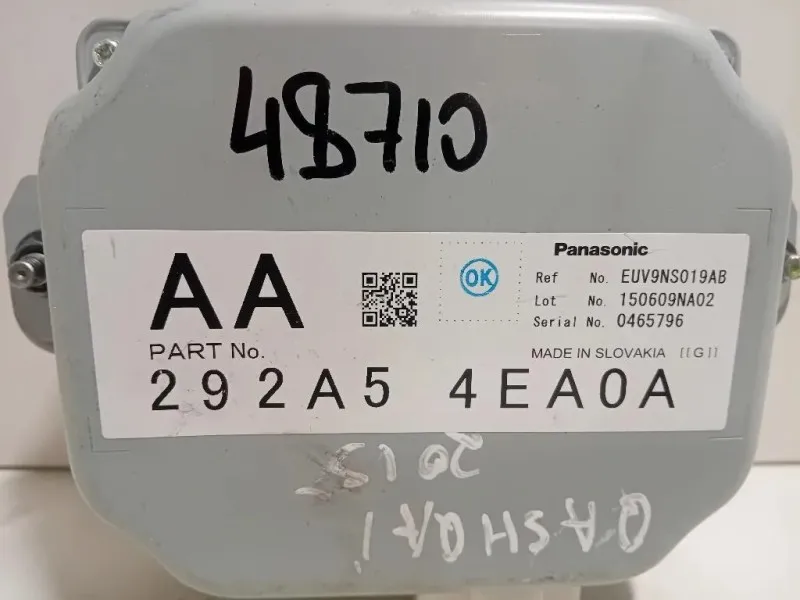 48710
AA
OK
Panasonic
Ref No. EUV9NS019AB
Lot No. 150609NA02
Serial No. 0465796
PART No.
MADE IN SLOVAKIA [[G]]
292A5 4EA0A
QASHQAI
2015